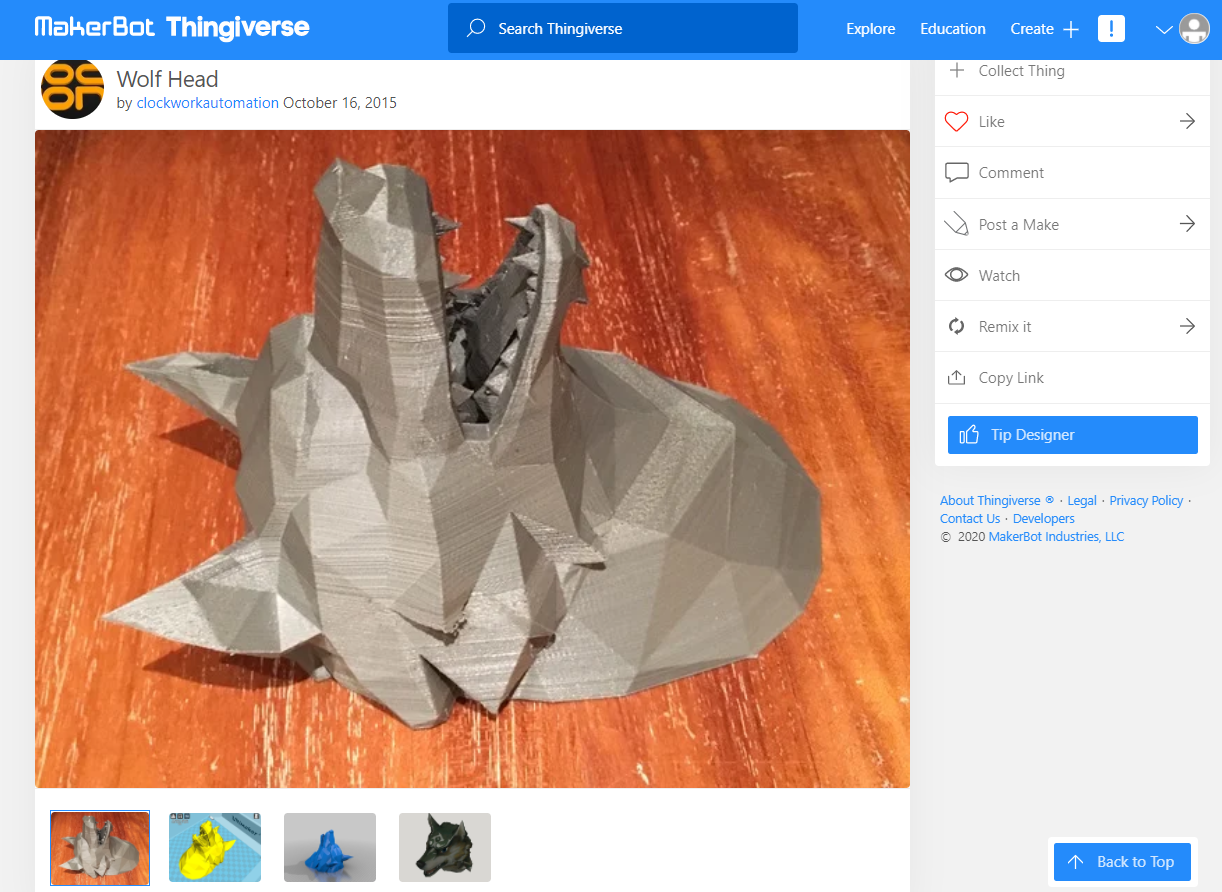 MakerBot Thingiverse
Search Thingiverse
Explore
Education
Create
Wolf Head
by clockworkautomation October 16, 2015
Collect Thing
Like
Comment
Post a Make
Watch
Remix it
Copy Link
Tip Designer
About Thingiverse ® · Legal · Privacy Policy ·
Contact Us · Developers
© 2020 MakerBot Industries, LLC
Back to Top